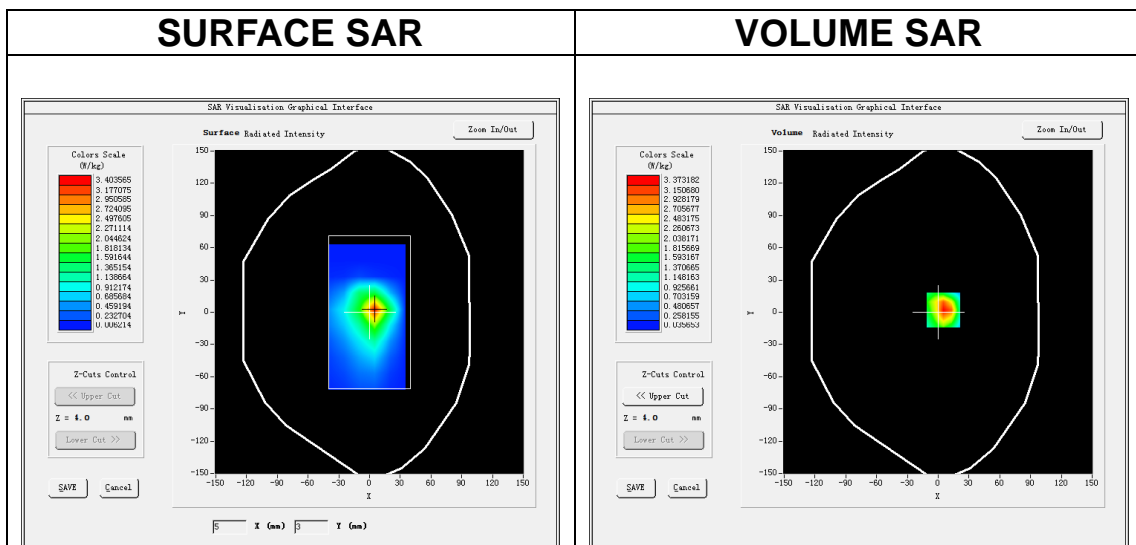 SURFACE SAR
SAR Visualisation Graphical Interface
Surface Radiated Intensity
Zoom In/Out
Colors Scale
(W/kg)
3.403565
3.177075
2.950585
2.724095
2.497605
2.271114
2.044624
1.818134
1.591644
1.365154
1.138664
0.912174
0.685684
0.459194
0.232704
0.006214
150
120
90
60
30
0
-30
-60
-90
-120
-150
Y
-150 -120 -90 -60 -30 0 30 60 90 120 150
X
Z-Cuts Control
<< Upper Cut
Z = 4.0 mm
Lower Cut >>
SAVE Cancel
5 X (mm) 3 Y (mm)
VOLUME SAR
SAR Visualisation Graphical Interface
Volume Radiated Intensity
Zoom In/Out
Colors Scale
(W/kg)
3.373182
3.150680
2.928179
2.705677
2.483175
2.260673
2.038171
1.815669
1.593167
1.370665
1.148163
0.925661
0.703159
0.480657
0.258155
0.035653
150
120
90
60
30
0
-30
-60
-90
-120
-150
Y
-150 -120 -90 -60 -30 0 30 60 90 120 150
X
Z-Cuts Control
<< Upper Cut
Z = 4.0 mm
Lower Cut >>
SAVE Cancel